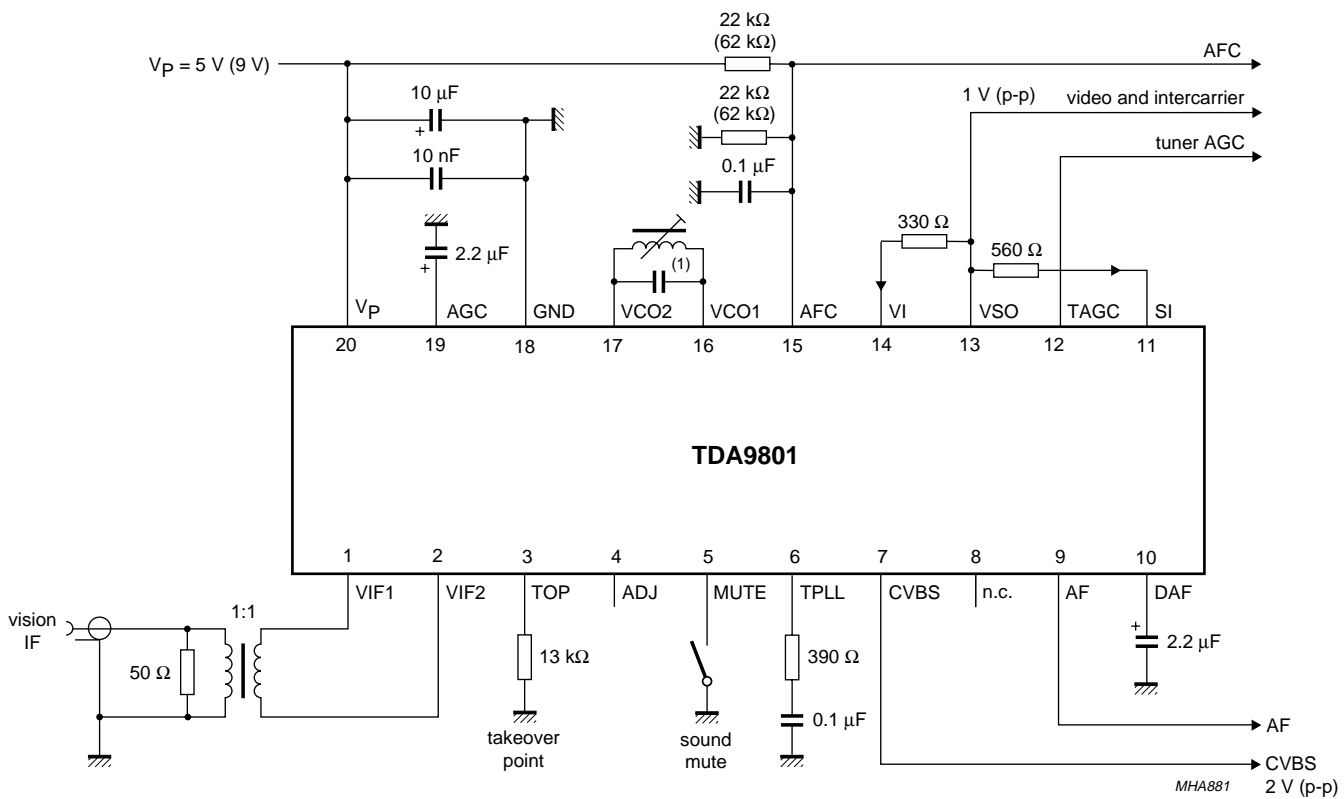 22 kΩ
(62 kΩ)
VP = 5 V (9 V)
AFC
10 μF
+
22 kΩ
(62 kΩ)
1 V (p-p)
video and intercarrier
10 nF
0.1 μF
tuner AGC
2.2 μF
+
(1)
330 Ω
560 Ω
VP
AGC
GND
VCO2
VCO1
AFC
VI
VSO
TAGC
SI
20
19
18
17
16
15
14
13
12
11
TDA9801
1
2
3
4
5
6
7
8
9
10
VIF1
VIF2
TOP
ADJ
MUTE
TPLL
CVBS
n.c.
AF
DAF
vision
IF
1:1
50 Ω
13 kΩ
390 Ω
+
2.2 μF
0.1 μF
takeover
point
sound
mute
AF
CVBS
2 V (p-p)
MHA881